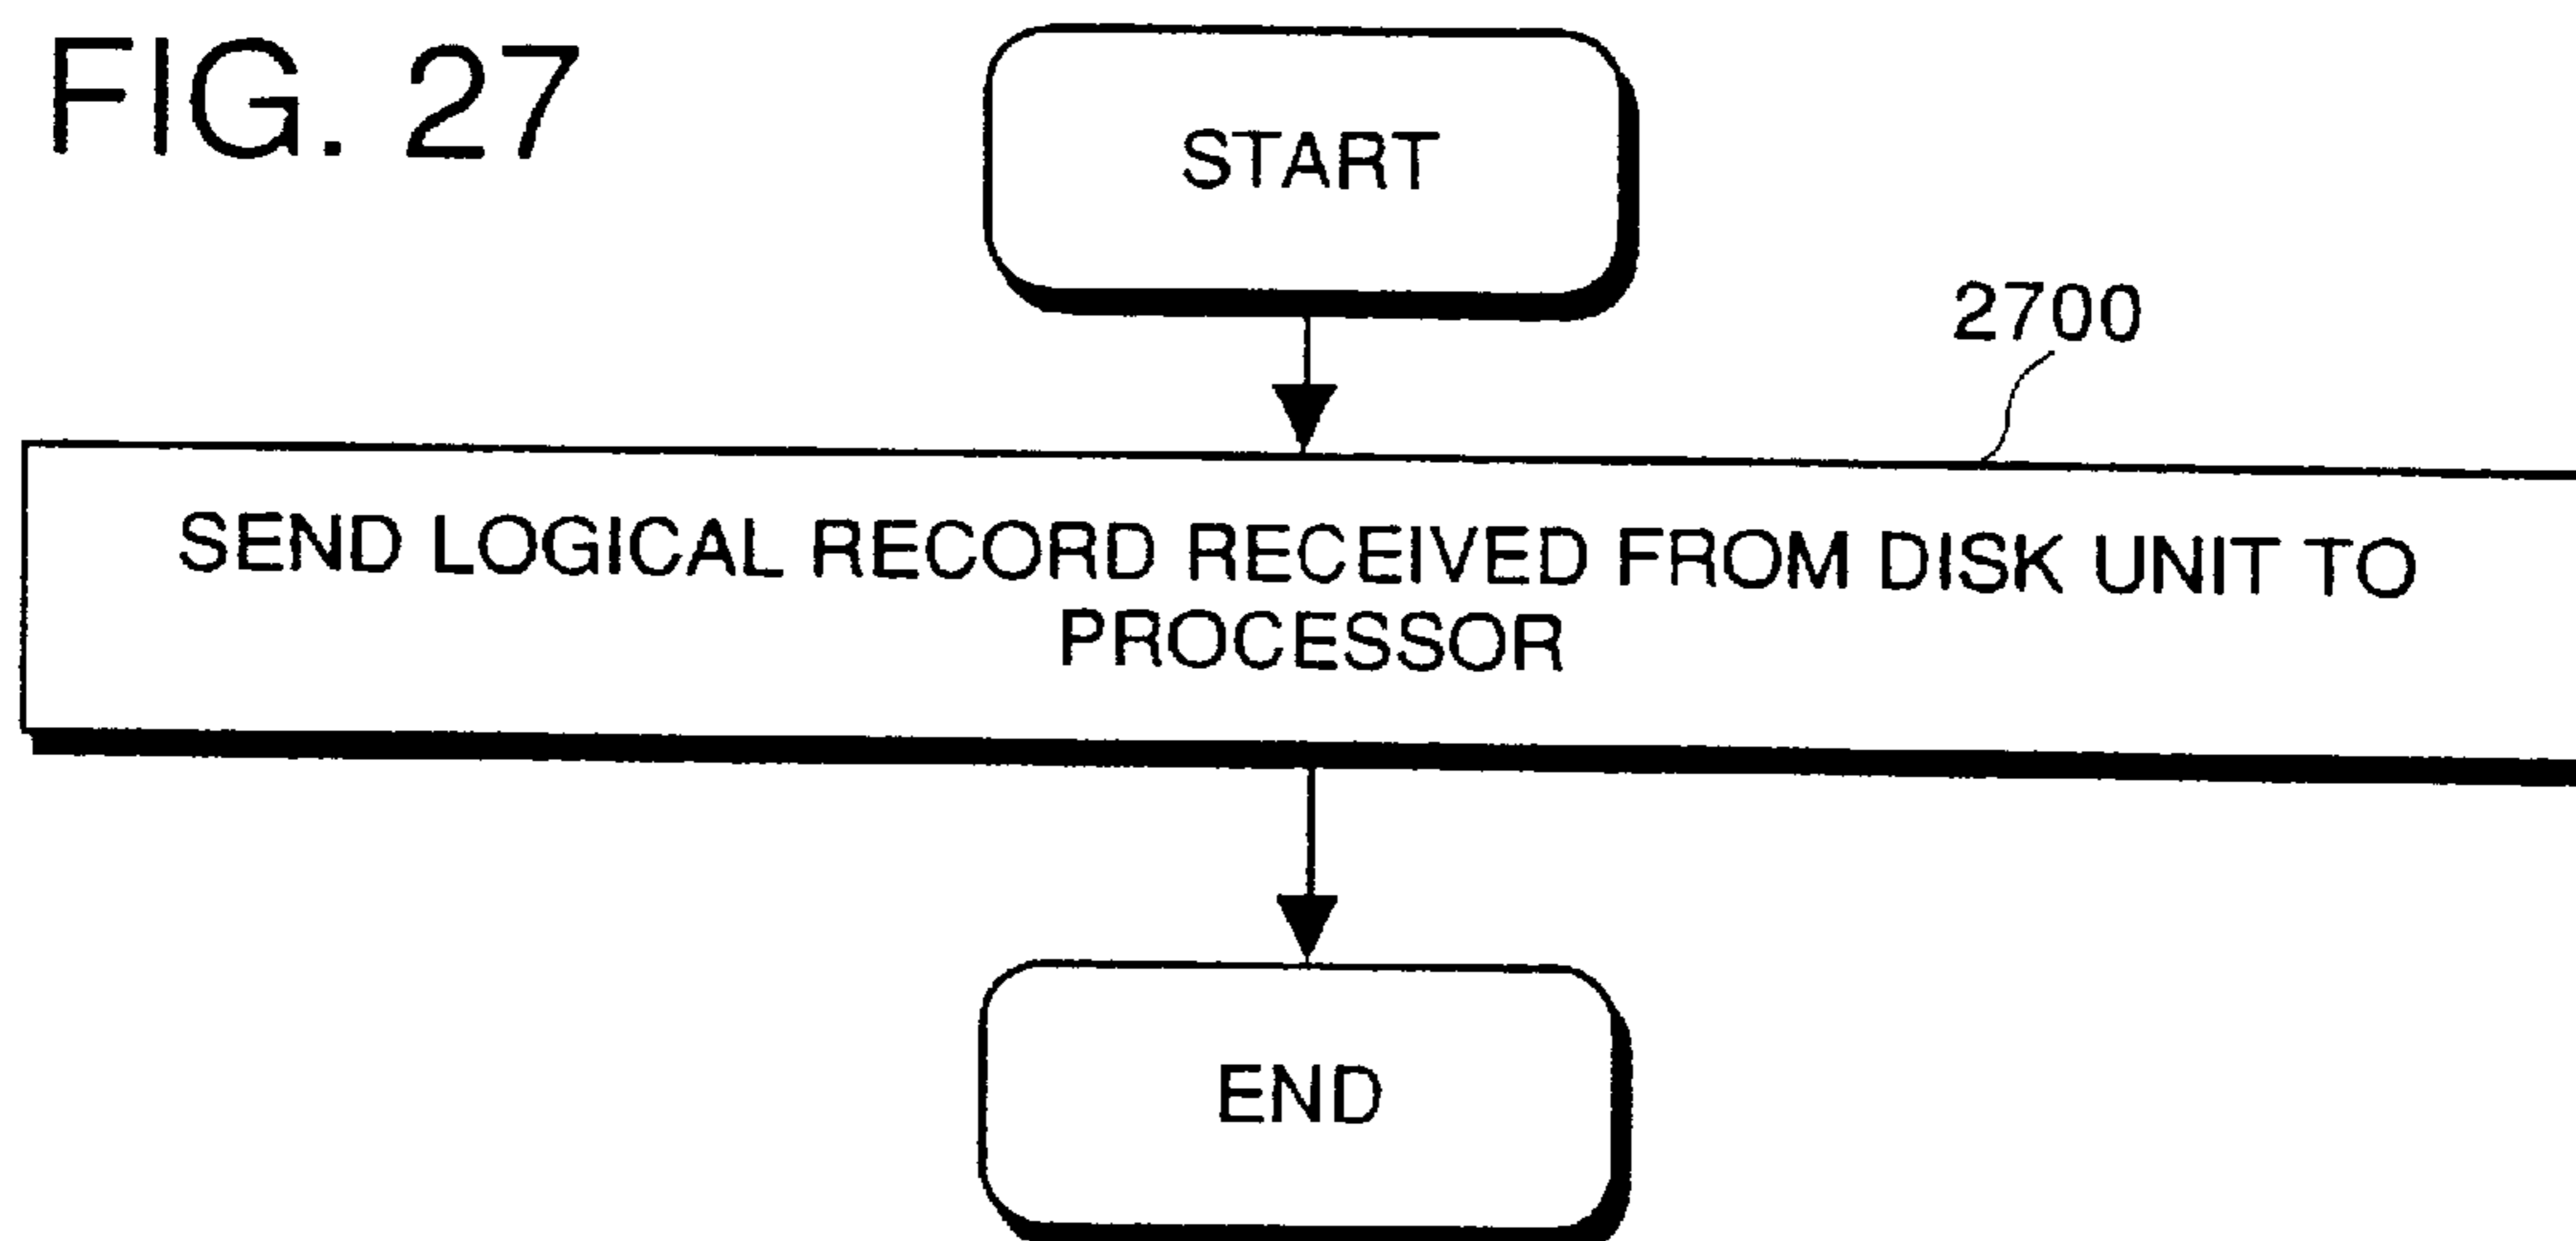 FIG. 27
START
2700
SEND LOGICAL RECORD RECEIVED FROM DISK UNIT TO
PROCESSOR
END